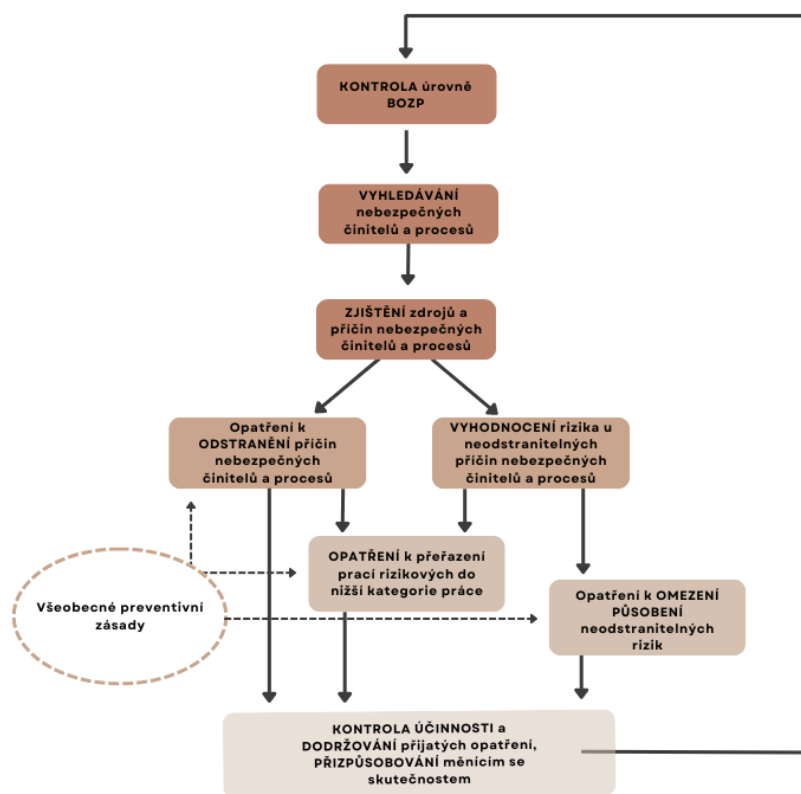 KONTROLA úrovně
BOZP
VYHLEDÁVÁNÍ
nebezpečných
činitelů a procesů
ZJIŠTĚNÍ zdrojů a
příčin nebezpečných
činitelů a procesů
Opatření k
ODSTRANĚNÍ příčin
nebezpečných
činitelů a procesů
VYHODNOCENÍ rizika u
neodstranitelných
příčin nebezpečných
činitelů a procesů
OPATŘENÍ k přeřazení
prací rizikových do
nižší kategorie práce
Všeobecné preventivní
zásady
Opatření k OMEZENÍ
PŮSOBENÍ
neodstranitelných
rizik
KONTROLA ÚČINNOSTI a
DODRŽOVÁNÍ přijatých opatření,
PŘIZPŮSOBOVÁNÍ měnícím se
skutečnostem